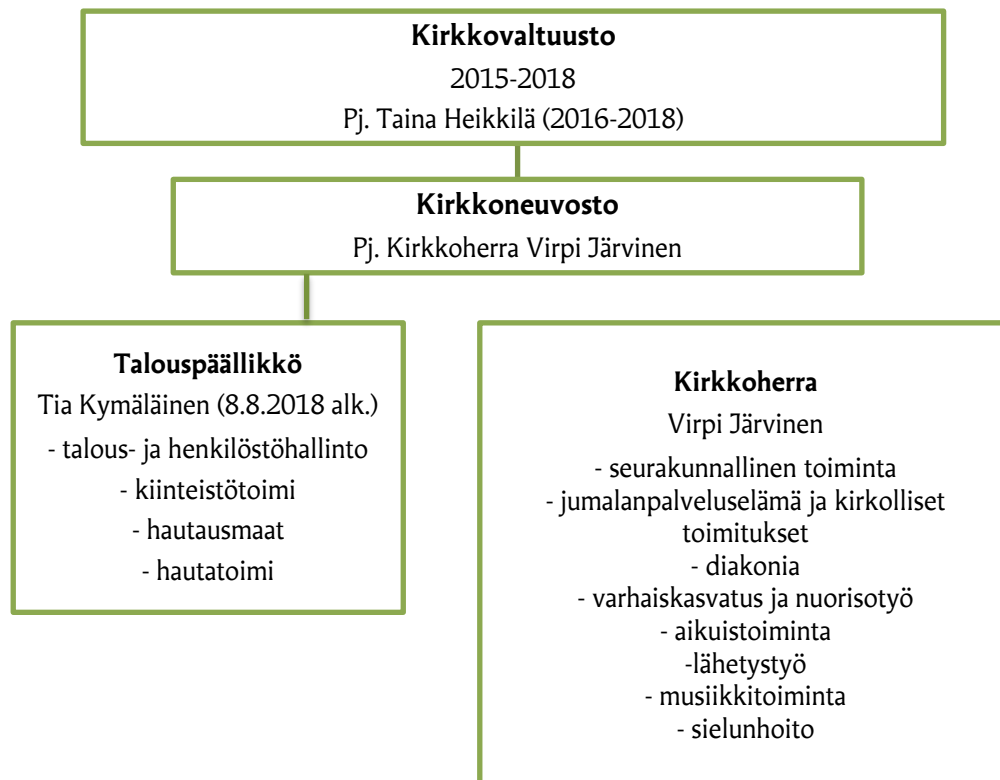 Kirkkovaltuusto
2015-2018
Pj. Taina Heikkilä (2016-2018)
Kirkkoneuvosto
Pj. Kirkkoherra Virpi Järvinen
Talouspäällikkö
Tia Kymäläinen (8.8.2018 alk.)
- talous- ja henkilöstöhallinto
- kiinteistötoimi
- hautausmaat
- hautatoimi
Kirkkoherra
Virpi Järvinen
- seurakunnallinen toiminta
- jumalanpalveluselämä ja kirkolliset
toimitukset
- diakonia
- varhaiskasvatus ja nuorisotyö
- aikuistoiminta
-lähetystyö
- musiikkitoiminta
- sielunhoito